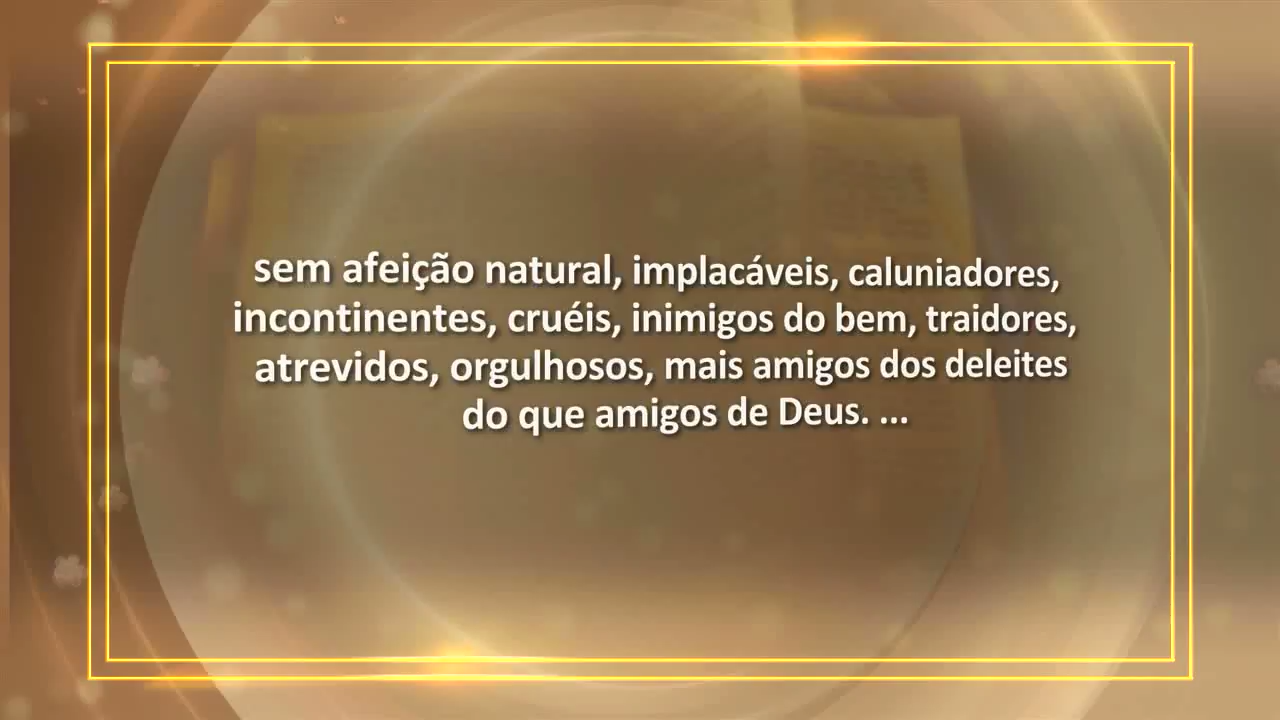 sem afeição natural, implacáveis, caluniadores,
incontinentes, cruéis, inimigos do bem, traidores,
atrevidos, orgulhosos, mais amigos dos deleites
do que amigos de Deus. ...